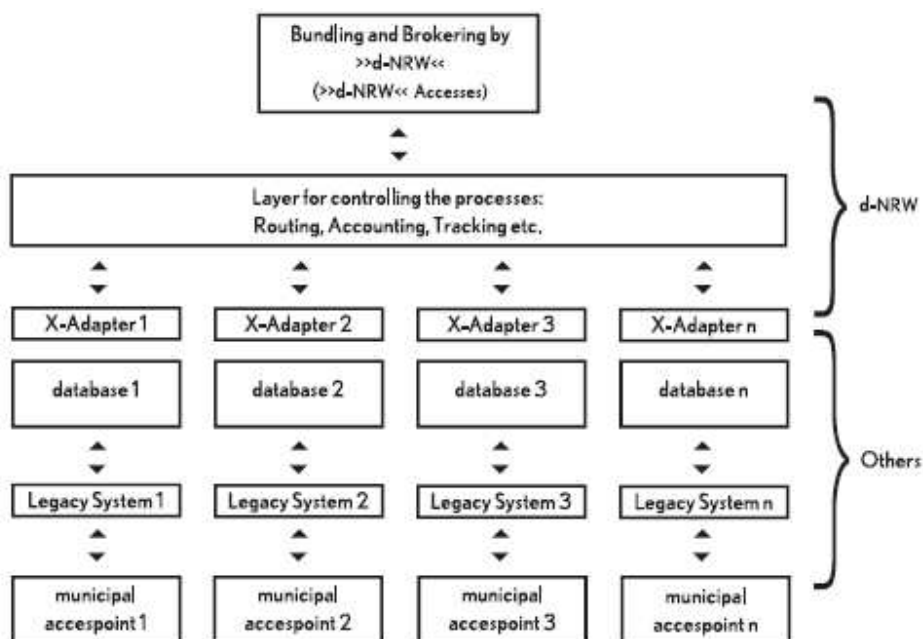 Bundling and Brokering by
>>d-NRW<<
(>>d-NRW<< Accesses)
Layer for controlling the processes:
Routing, Accounting, Tracking etc.
d-NRW
X-Adapter 1
X-Adapter 2
X-Adapter 3
X-Adapter n
database 1
database 2
database 3
database n
Others
Legacy System 1
Legacy System 2
Legacy System 3
Legacy System n
municipal
accespoint 1
municipal
accespoint 2
municipal
accespoint 3
municipal
accespoint n